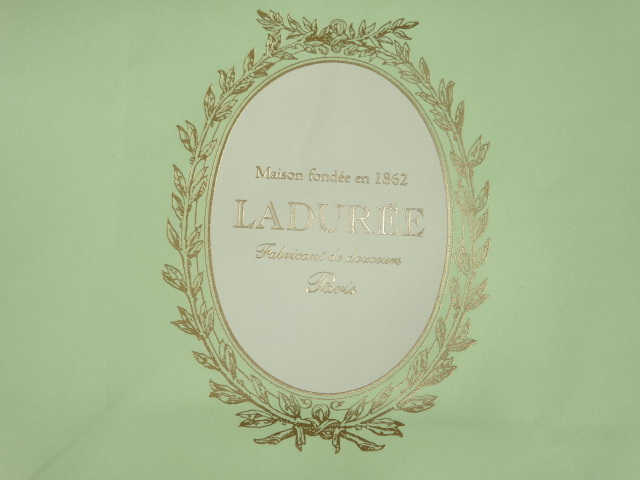 Maison fondée en 1862
LADURÉE
Fabricant de douceurs
Paris